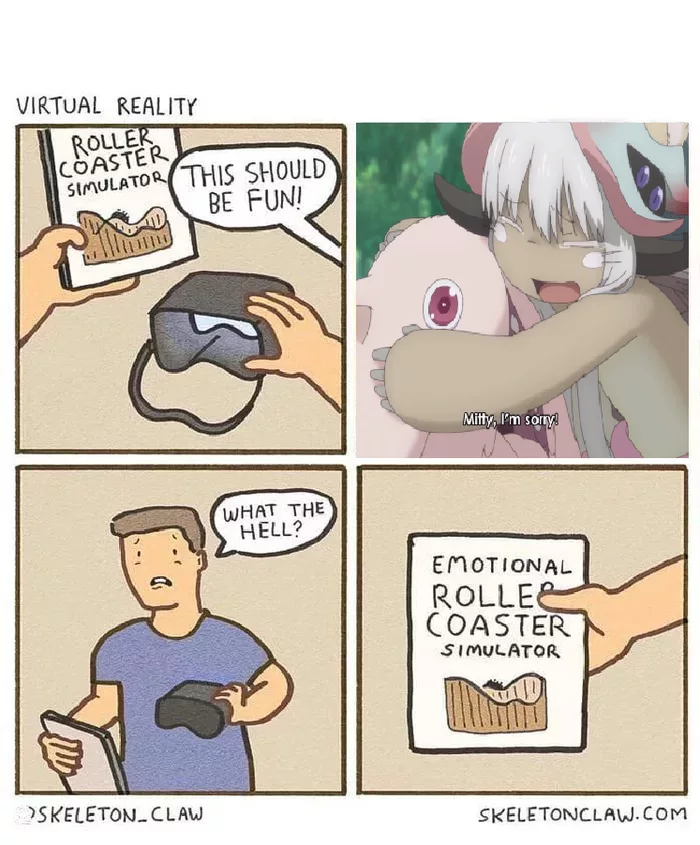 VIRTUAL REALITY
ROLLER
COASTER
SIMULATOR
THIS SHOULD
BE FUN!
Mitty, I'm sorry!
WHAT THE
HELL?
EMOTIONAL
ROLLER
COASTER
SIMULATOR
@SKELETON_CLAW
SKELETONCLAW.COM